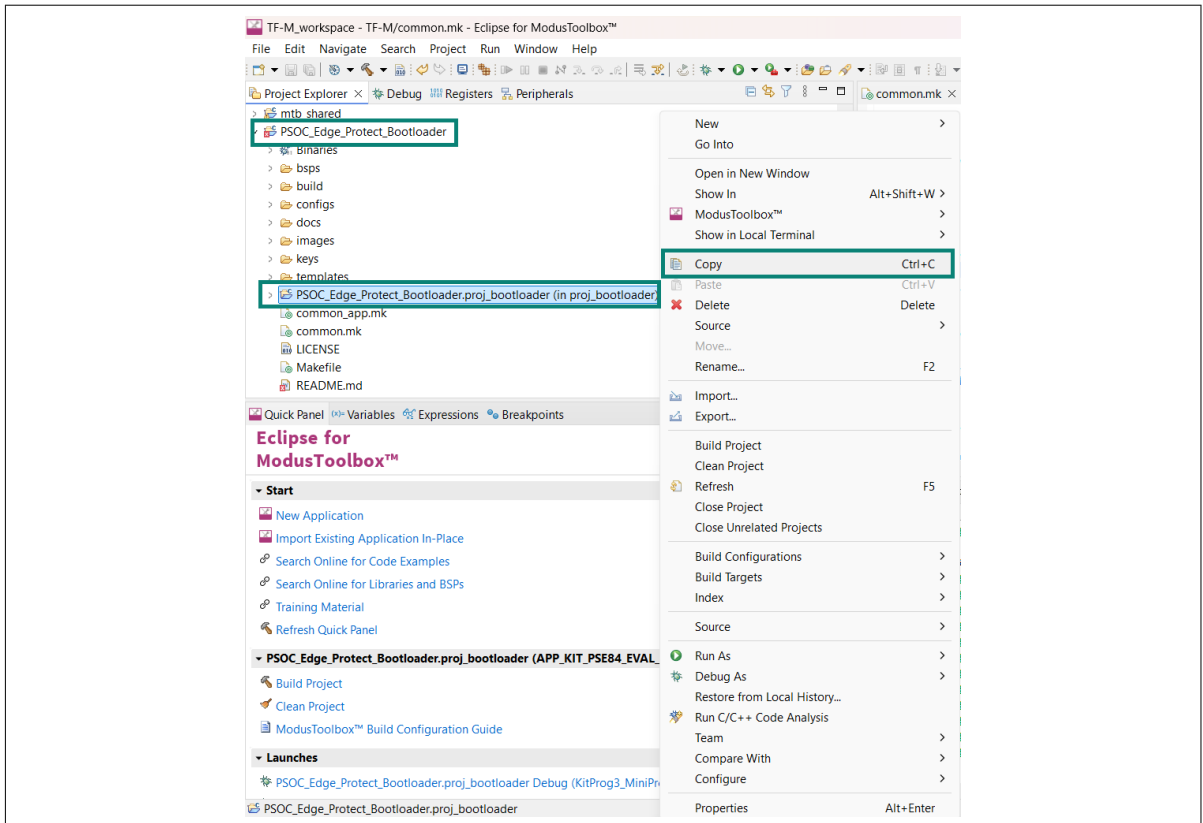 TF-M_workspace - TF-M/common.mk - Eclipse for ModusToolbox™
File Edit Navigate Search Project Run Window Help
Project Explorer Debug Registers Peripherals
common.mk
mtb_shared
PSOC_Edge_Protect_Bootloader
Binaries
bsps
build
configs
docs
images
keys
templates
PSOC_Edge_Protect_Bootloader.proj_bootloader (in proj_bootloader)
common_app.mk
common.mk
LICENSE
Makefile
README.md
New
Go Into
Open in New Window
Show In Alt+Shift+W >
ModusToolbox™
Show in Local Terminal
Copy Ctrl+C
Paste Ctrl+V
Delete Delete
Source
Move...
Rename... F2
Import...
Export...
Build Project
Clean Project
Refresh F5
Close Project
Close Unrelated Projects
Build Configurations
Build Targets
Index
Source
Run As
Debug As
Restore from Local History...
Run C/C++ Code Analysis
Team
Compare With
Configure
Properties Alt+Enter
Quick Panel (x)= Variables Expressions Breakpoints
Eclipse for
ModusToolbox™
Start
New Application
Import Existing Application In-Place
Search Online for Code Examples
Search Online for Libraries and BSPs
Training Material
Refresh Quick Panel
PSOC_Edge_Protect_Bootloader.proj_bootloader (APP_KIT_PSE84_EVAL_
Build Project
Clean Project
ModusToolbox™ Build Configuration Guide
Launches
PSOC_Edge_Protect_Bootloader.proj_bootloader Debug (KitProg3_MiniPr
PSOC_Edge_Protect_Bootloader.proj_bootloader